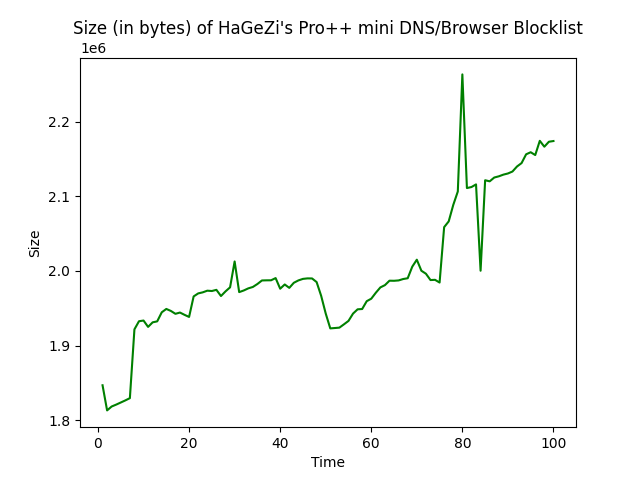 Size (in bytes) of HaGeZi's Pro++ mini DNS/Browser Blocklist
1e6
2.2
2.1
2.0
1.9
1.8
Size
0 20 40 60 80 100
Time